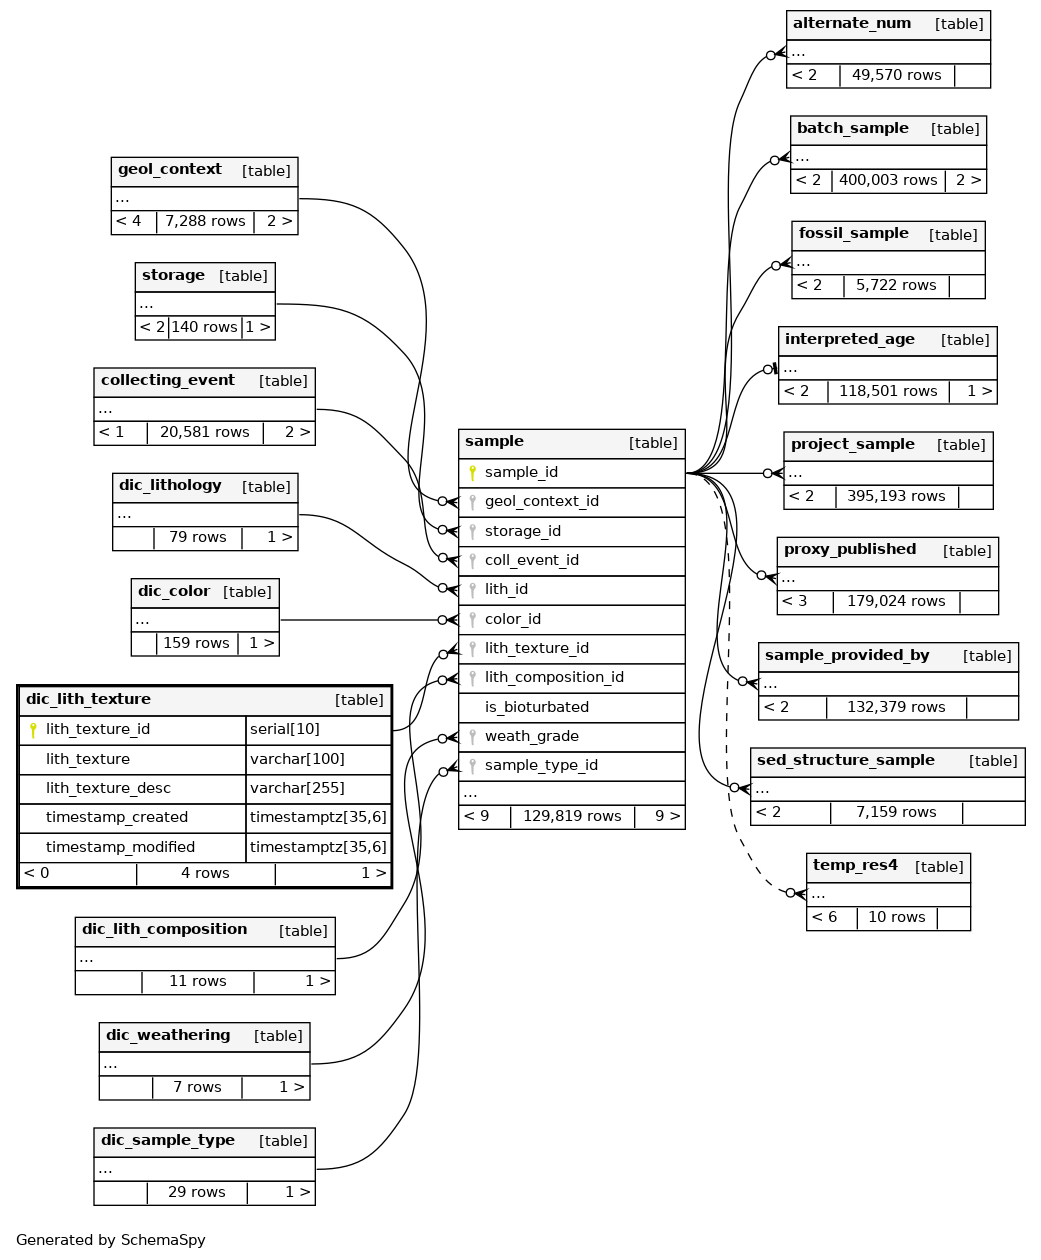 alternate_num [table]
...
< 2 49,570 rows
batch_sample [table]
...
< 2 400,003 rows 2 >
fossil_sample [table]
...
< 2 5,722 rows
interpreted_age [table]
...
< 2 118,501 rows 1 >
project_sample [table]
...
< 2 395,193 rows
proxy_published [table]
...
< 3 179,024 rows
sample_provided_by [table]
...
< 2 132,379 rows
sed_structure_sample [table]
...
< 2 7,159 rows
temp_res4 [table]
...
< 6 10 rows
geol_context [table]
...
< 4 7,288 rows 2 >
storage [table]
...
< 2 140 rows 1 >
collecting_event [table]
...
< 1 20,581 rows 2 >
dic_lithology [table]
...
79 rows 1 >
dic_color [table]
...
159 rows 1 >
dic_lith_texture [table]
lith_texture_id serial[10]
lith_texture varchar[100]
lith_texture_desc varchar[255]
timestamp_created timestamptz[35,6]
timestamp_modified timestamptz[35,6]
< 0 4 rows 1 >
dic_lith_composition [table]
...
11 rows 1 >
dic_weathering [table]
...
7 rows 1 >
dic_sample_type [table]
...
29 rows 1 >
sample [table]
sample_id
geol_context_id
storage_id
coll_event_id
lith_id
color_id
lith_texture_id
lith_composition_id
is_bioturbated
weath_grade
sample_type_id
...
< 9 129,819 rows 9 >
Generated by SchemaSpy